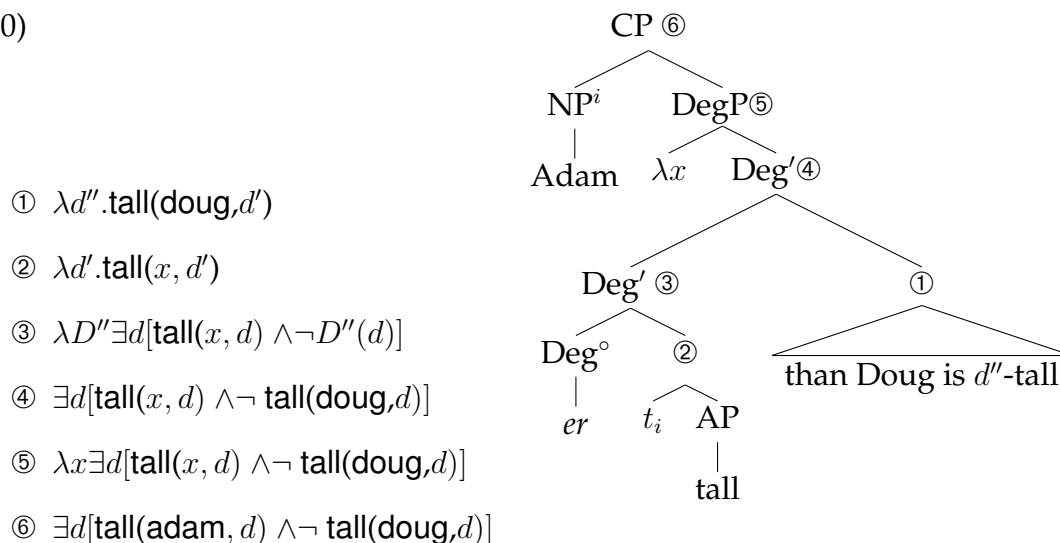 0)
CP ⑥
NPⁱ DegP⑤
Adam λx Deg′④
① λd′′.tall(doug,d′)
② λd′.tall(x, d′)
Deg′ ③ ①
③ λD′′∃d[tall(x, d) ∧¬D′′(d)]
Deg° ② than Doug is d′′-tall
④ ∃d[tall(x, d) ∧¬ tall(doug,d)]
er tᵢ AP
⑤ λx∃d[tall(x, d) ∧¬ tall(doug,d)]
tall
⑥ ∃d[tall(adam, d) ∧¬ tall(doug,d)]